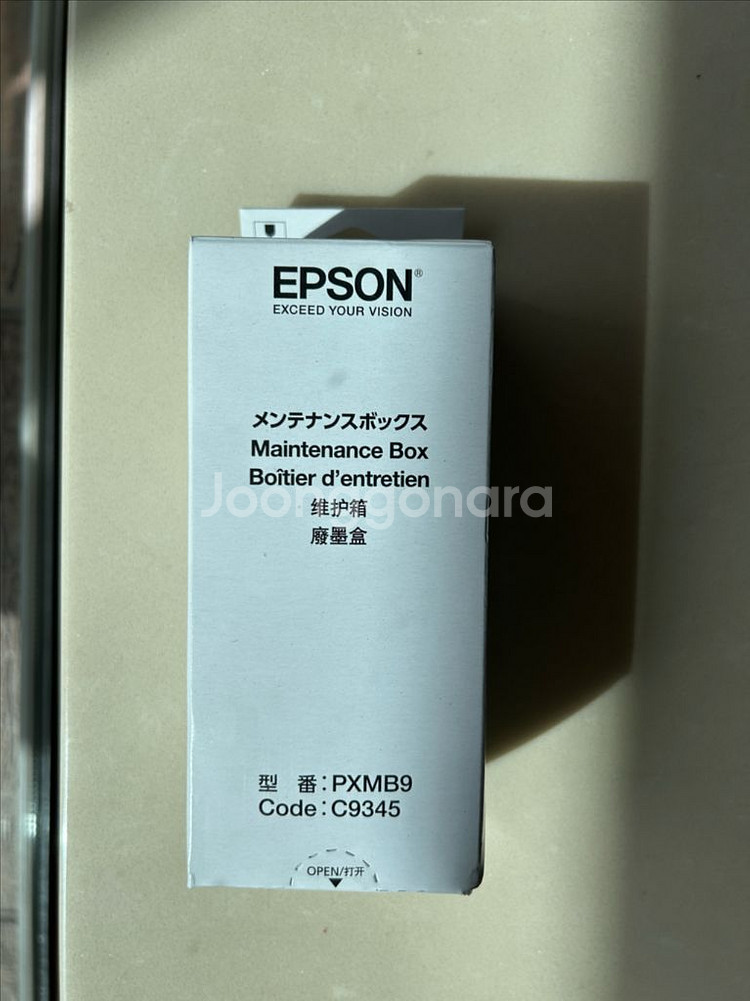 EPSON®
EXCEED YOUR VISION
メンテナンスボックス
Maintenance Box
Boîtier d'entretien
Joongonara
维护箱
廢墨盒
型 番:PXMB9
Code:C9345
OPEN/打开